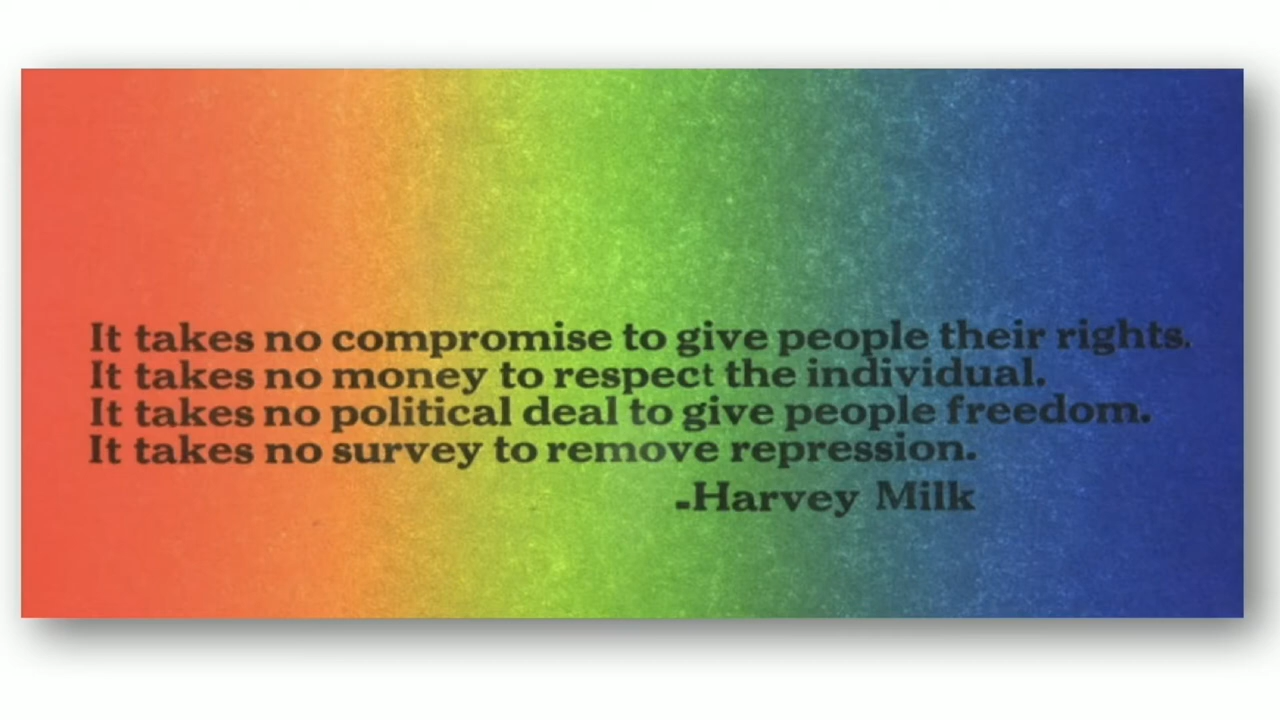 It takes no compromise to give people their rights.
It takes no money to respect the individual.
It takes no political deal to give people freedom.
It takes no survey to remove repression.
-Harvey Milk